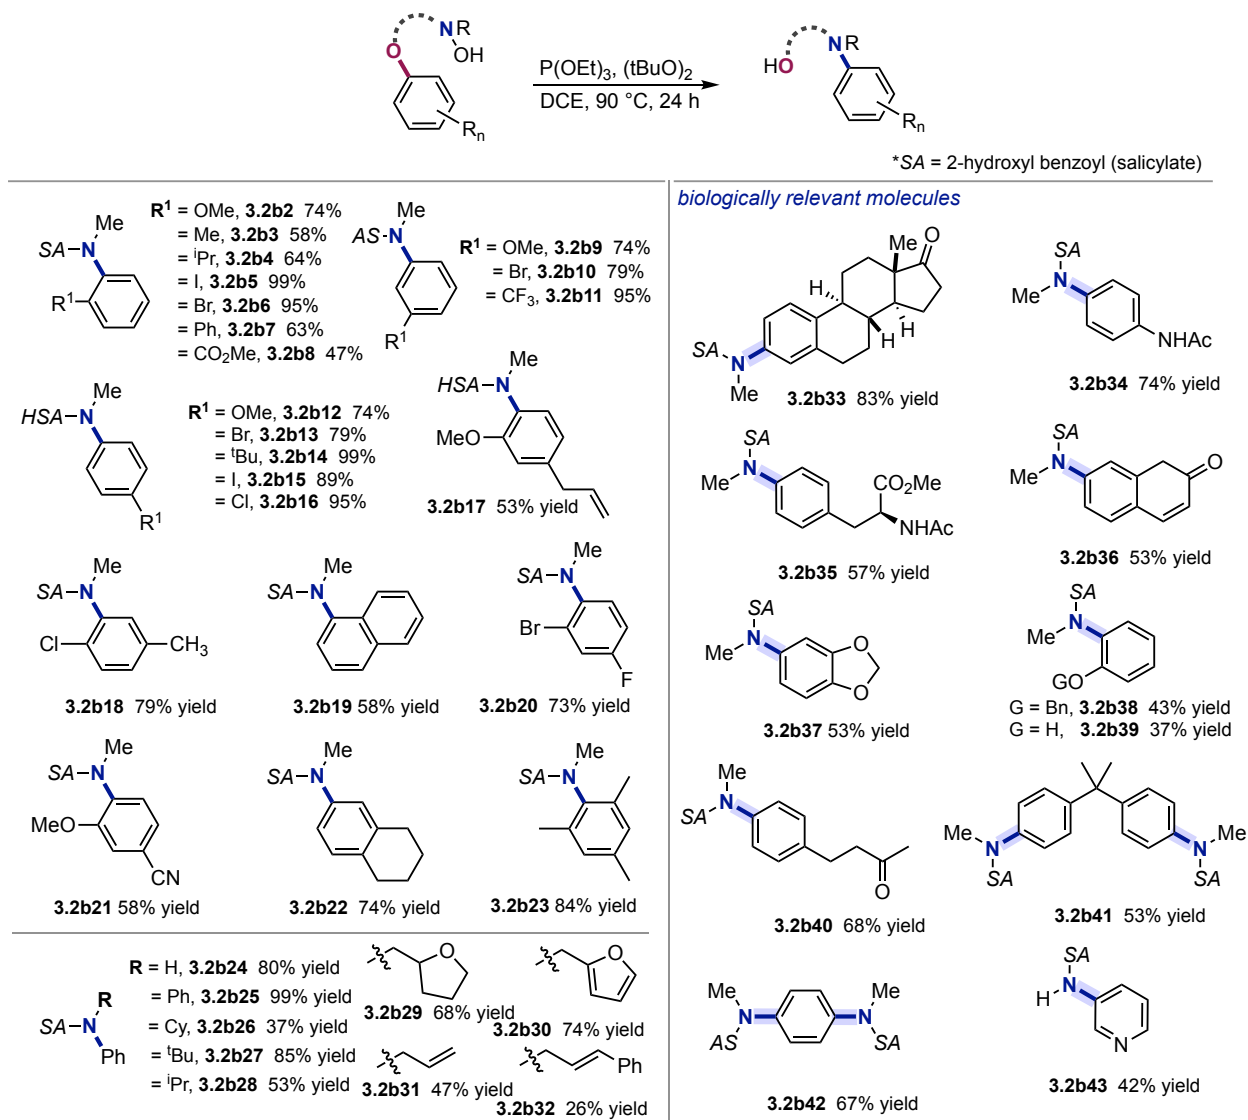 NR
OH
O
Rn
P(OEt)3, (tBuO)2
DCE, 90 °C, 24 h
HO
NR
Rn
*SA = 2-hydroxyl benzoyl (salicylate)
Me
SA–N
R1
R1 = OMe, 3.2b2 74%
= Me, 3.2b3 58%
= iPr, 3.2b4 64%
= I, 3.2b5 99%
= Br, 3.2b6 95%
= Ph, 3.2b7 63%
= CO2Me, 3.2b8 47%
Me
AS-N
R1
R1 = OMe, 3.2b9 74%
= Br, 3.2b10 79%
= CF3, 3.2b11 95%
Me
HSA–N
R1
R1 = OMe, 3.2b12 74%
= Br, 3.2b13 79%
= tBu, 3.2b14 99%
= I, 3.2b15 89%
= Cl, 3.2b16 95%
Me
HSA–N
MeO
3.2b17 53% yield
Me
SA–N
Cl
CH3
3.2b18 79% yield
Me
SA–N
3.2b19 58% yield
Me
SA–N
Br
F
3.2b20 73% yield
Me
SA–N
MeO
CN
3.2b21 58% yield
Me
SA–N
3.2b22 74% yield
Me
SA–N
3.2b23 84% yield
R
SA–N
Ph
R = H, 3.2b24 80% yield
= Ph, 3.2b25 99% yield
= Cy, 3.2b26 37% yield
= tBu, 3.2b27 85% yield
= iPr, 3.2b28 53% yield
O
3.2b29 68% yield
O
3.2b30 74% yield
3.2b31 47% yield
Ph
3.2b32 26% yield
biologically relevant molecules
Me
O
H
H
H
SA
N
Me
3.2b33 83% yield
SA
N
Me
NHAc
3.2b34 74% yield
SA
N
Me
CO2Me
NHAc
3.2b35 57% yield
SA
N
Me
O
3.2b36 53% yield
SA
N
Me
O
O
3.2b37 53% yield
SA
N
Me
GO
G = Bn, 3.2b38 43% yield
G = H, 3.2b39 37% yield
Me
N
SA
O
3.2b40 68% yield
Me
N
SA
N
Me
SA
3.2b41 53% yield
Me
N
AS
Me
N
SA
3.2b42 67% yield
SA
N
H
N
3.2b43 42% yield